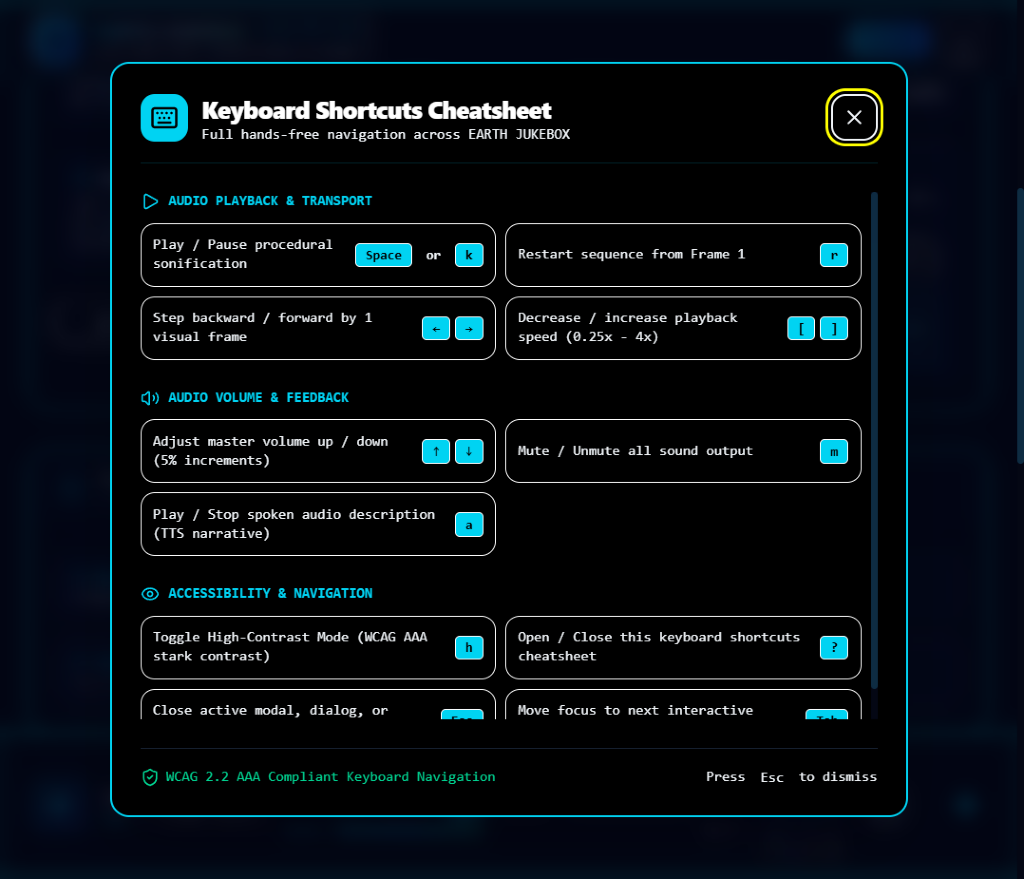 Keyboard Shortcuts Cheatsheet
Full hands-free navigation across EARTH JUKEBOX
AUDIO PLAYBACK & TRANSPORT
Play / Pause procedural
sonification
Space or k
Restart sequence from Frame 1
r
Step backward / forward by 1
visual frame
← →
Decrease / increase playback
speed (0.25x - 4x)
[ ]
AUDIO VOLUME & FEEDBACK
Adjust master volume up / down
(5% increments)
↑ ↓
Mute / Unmute all sound output
m
Play / Stop spoken audio description
(TTS narrative)
a
ACCESSIBILITY & NAVIGATION
Toggle High-Contrast Mode (WCAG AAA
stark contrast)
h
Open / Close this keyboard shortcuts
cheatsheet
?
Close active modal, dialog, or
Esc
Move focus to next interactive
Tab
WCAG 2.2 AAA Compliant Keyboard Navigation
Press Esc to dismiss